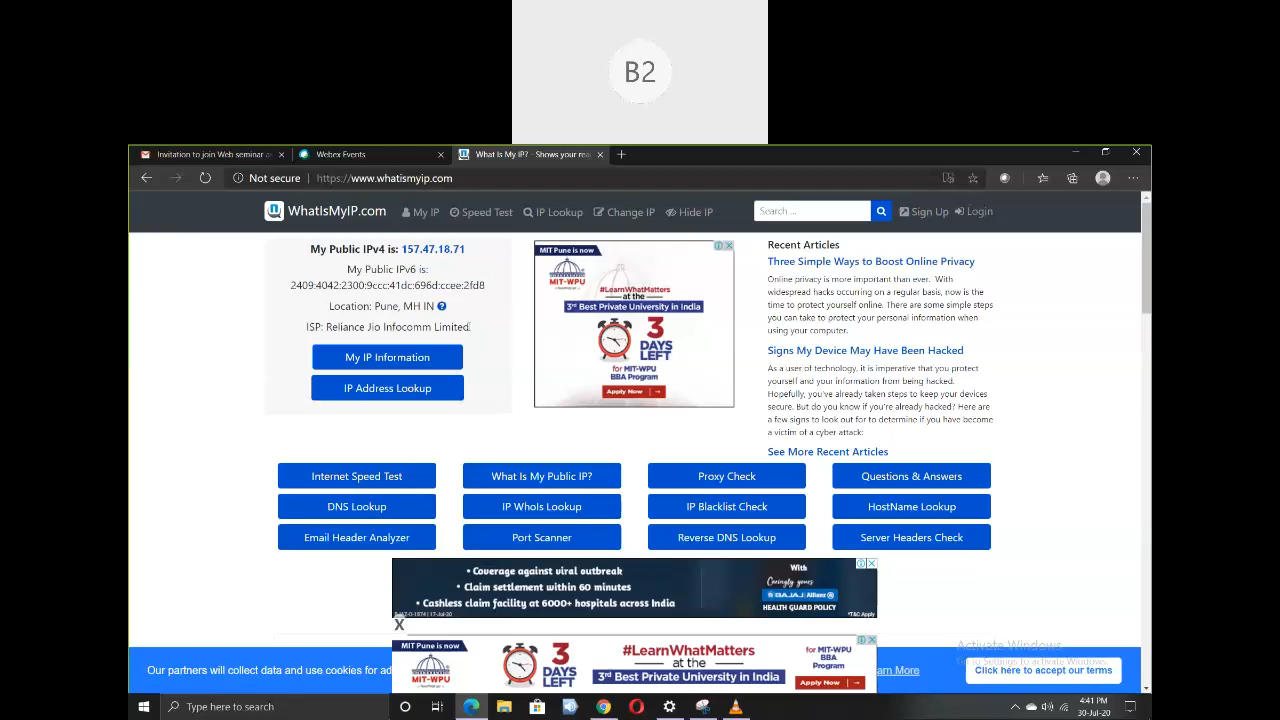 B2
Invitation to join Web seminar a
Webex Events
What Is My IP? - Shows your rea
Not secure
https://www.whatismyip.com
WhatIsMyIP.com
My IP
Speed Test
IP Lookup
Change IP
Hide IP
Search ...
Sign Up
Login
My Public IPv4 is: 157.47.18.71
My Public IPv6 is:
2409:4042:2300:9ccc:41dc:696d:ccee:2fd8
Location: Pune, MH IN
ISP: Reliance Jio Infocomm Limited
My IP Information
IP Address Lookup
MIT Pune is now
MIT-WPU
#LearnWhatMatters
at the
3rd Best Private University in India
3
DAYS
LEFT
for MIT-WPU
BBA Program
Apply Now
Recent Articles
Three Simple Ways to Boost Online Privacy
Online privacy is more important than ever. With
widespread hacks occurring on a regular basis, now is the
time to protect yourself online. There are some simple steps
you can take to protect your personal information when
using your computer.
Signs My Device May Have Been Hacked
As a user of technology, it is imperative that you protect
yourself and your information from being hacked.
Hopefully, you've already taken steps to keep your devices
secure. But do you know if you're already hacked? Here are
a few signs to look out for to determine if you have become
a victim of a cyber attack:
See More Recent Articles
Internet Speed Test
What Is My Public IP?
Proxy Check
Questions & Answers
DNS Lookup
IP WhoIs Lookup
IP Blacklist Check
HostName Lookup
Email Header Analyzer
Port Scanner
Reverse DNS Lookup
Server Headers Check
• Coverage against viral outbreak
• Claim settlement within 60 minutes
• Cashless claim facility at 6000+ hospitals across India
With
Caringly yours
BAJAJ Allianz
HEALTH GUARD POLICY
*T&C Apply
X
MIT Pune is now
MIT-WPU
3
DAYS
LEFT
#LearnWhatMatters
at the
3rd Best Private University in India
for MIT-WPU
BBA
Program
Apply Now
Our partners will collect data and use cookies for ad
arn More
Click here to accept our terms
Activate Windows
Go to Settings to activate Windows.
Type here to search
4:41 PM
30-Jul-20